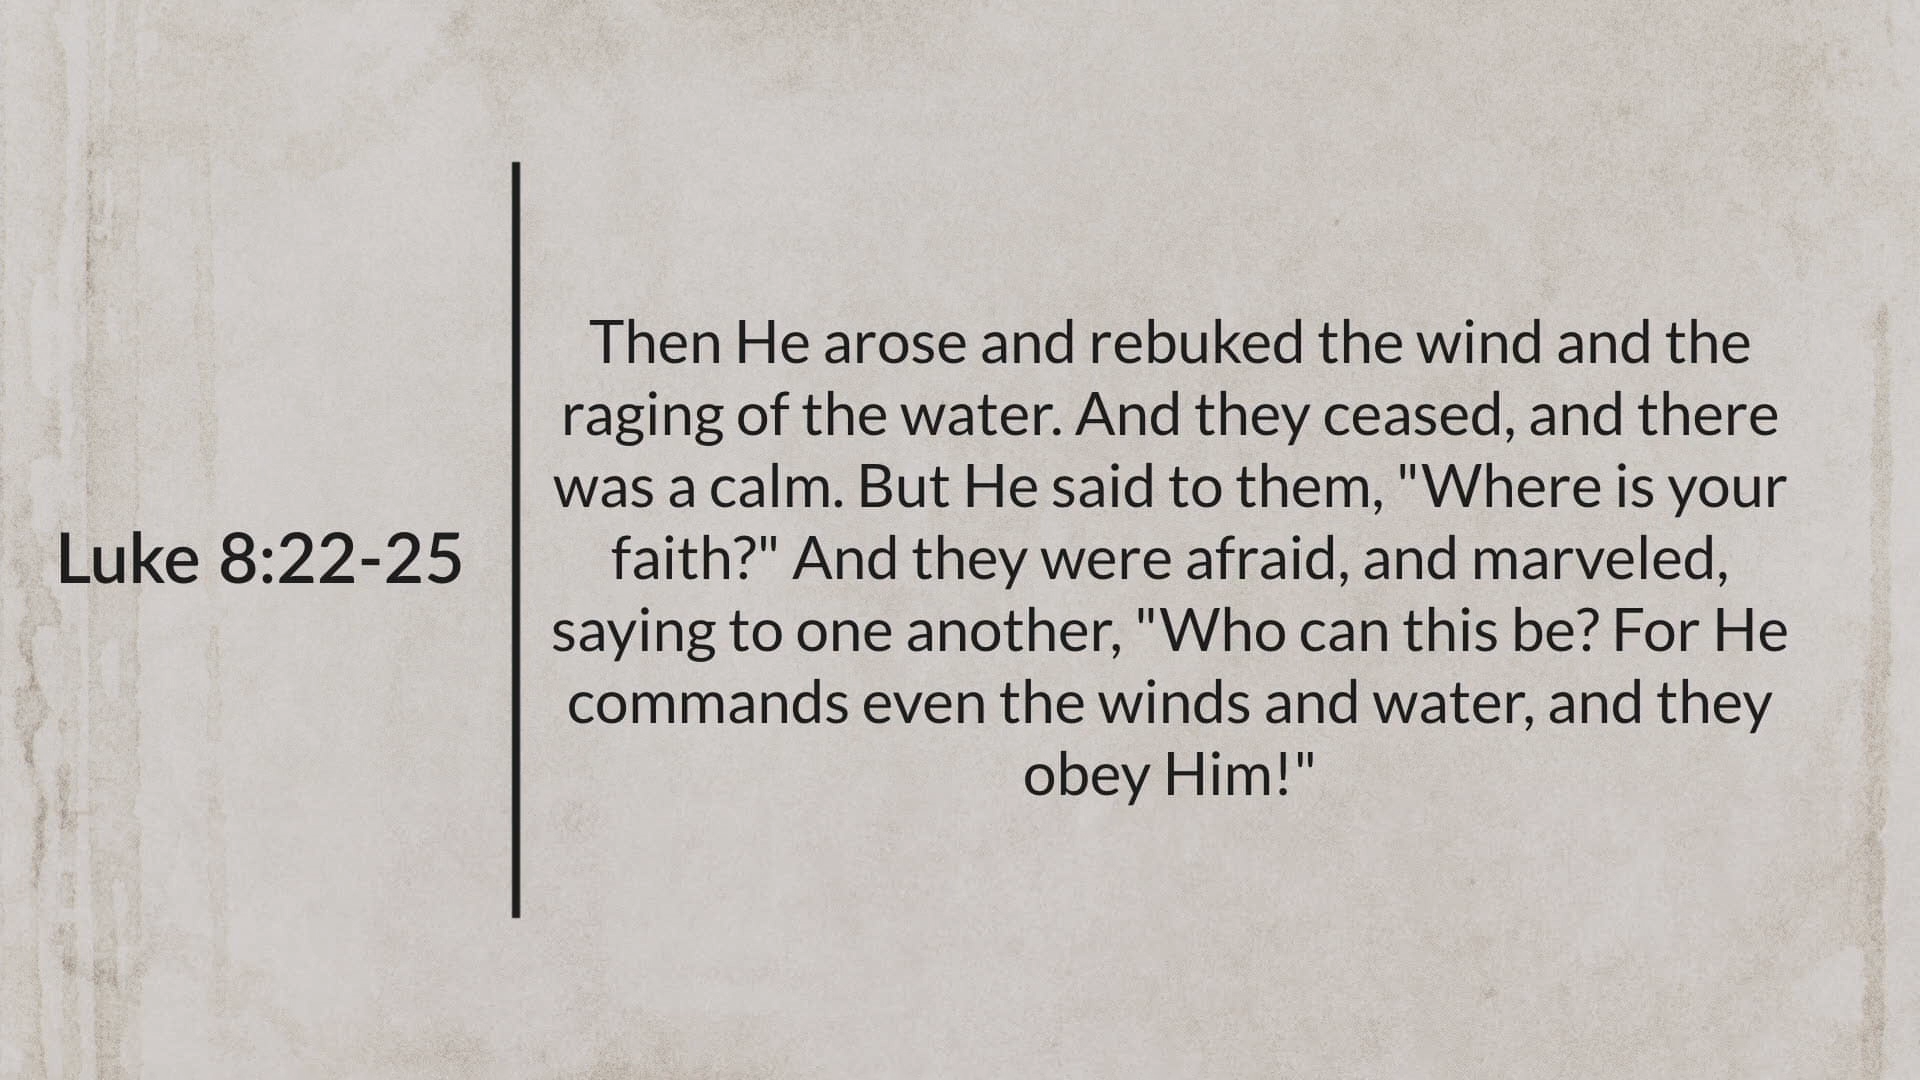 Luke 8:22-25
Then He arose and rebuked the wind and the
raging of the water. And they ceased, and there
was a calm. But He said to them, "Where is your
faith?" And they were afraid, and marveled,
saying to one another, "Who can this be? For He
commands even the winds and water, and they
obey Him!"